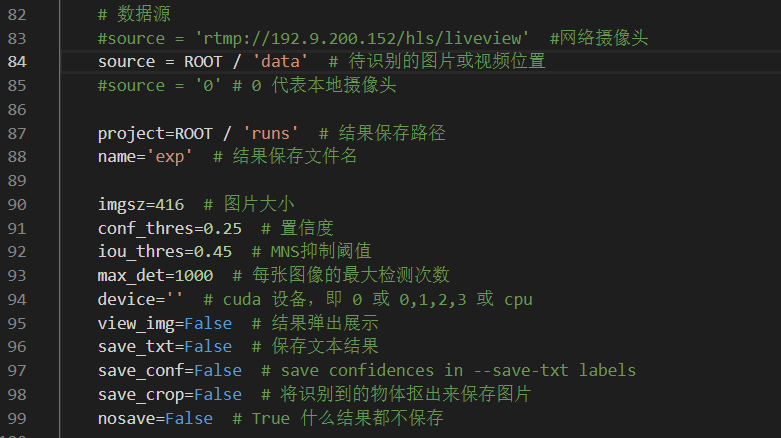 82 # 数据源
83 #source = 'rtmp://192.9.200.152/hls/liveview'  #网络摄像头
84 source = ROOT / 'data'  # 待识别的图片或视频位置
85 #source = '0' # 0 代表本地摄像头
86
87 project=ROOT / 'runs'  # 结果保存路径
88 name='exp'  # 结果保存文件名
89
90 imgsz=416  # 图片大小
91 conf_thres=0.25  # 置信度
92 iou_thres=0.45  # MNS抑制阈值
93 max_det=1000  # 每张图像的最大检测次数
94 device=''  # cuda 设备，即 0 或 0,1,2,3 或 cpu
95 view_img=False  # 结果弹出展示
96 save_txt=False  # 保存文本结果
97 save_conf=False  # save confidences in --save-txt labels
98 save_crop=False  # 将识别到的物体抠出来保存图片
99 nosave=False  # True 什么结果都不保存